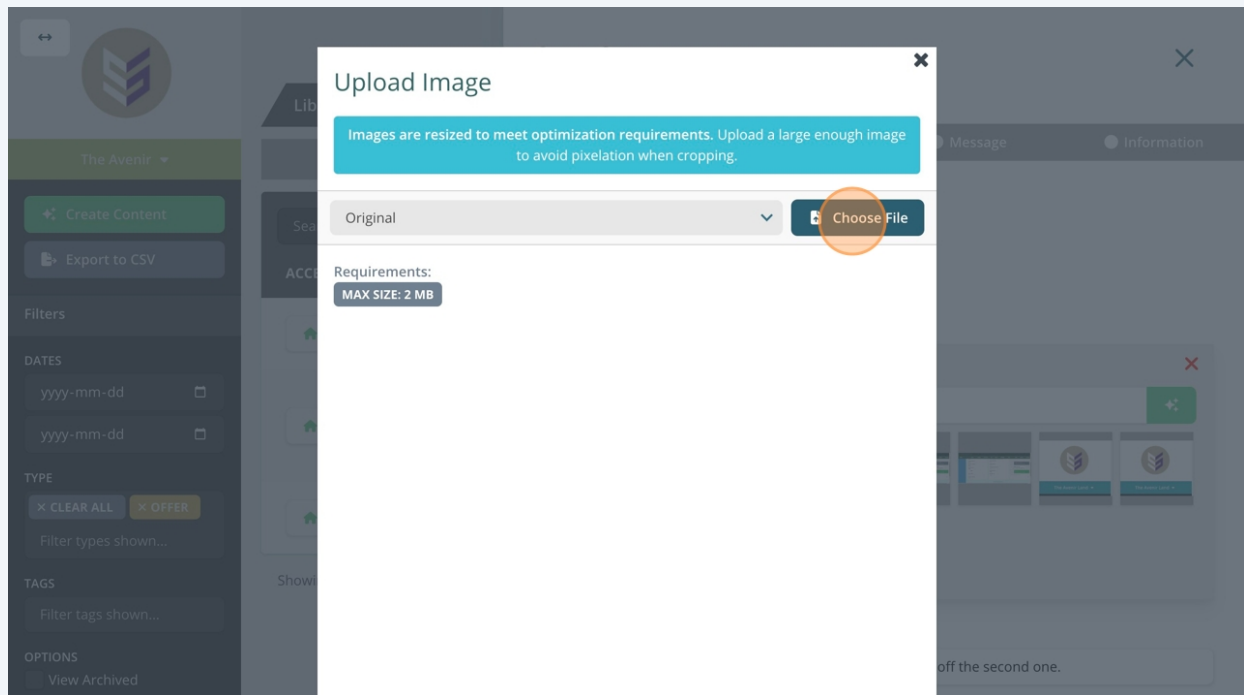 The Avenir
Create Content
Export to CSV
Filters
DATES
yyyy-mm-dd
yyyy-mm-dd
TYPE
× CLEAR ALL × OFFER
Filter types shown...
TAGS
Filter tags shown...
OPTIONS
View Archived
Upload Image
Images are resized to meet optimization requirements. Upload a large enough image
to avoid pixelation when cropping.
Original
Choose File
Requirements:
MAX SIZE: 2 MB
Message
Information
off the second one.